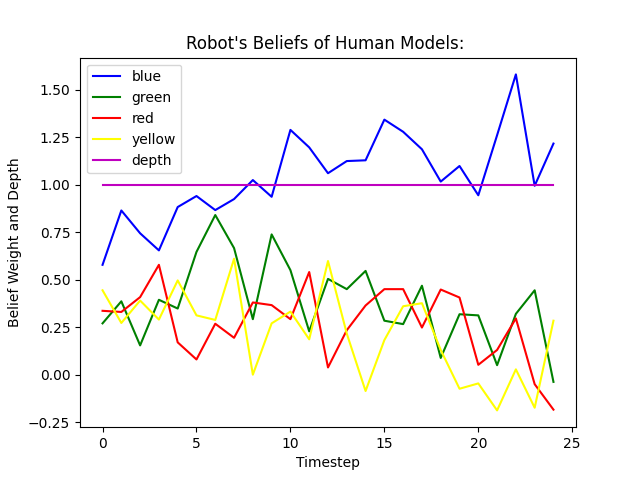 Robot's Beliefs of Human Models:
blue
green
red
yellow
depth
1.50
1.25
1.00
0.75
0.50
0.25
0.00
−0.25
Belief Weight and Depth
0 5 10 15 20 25
Timestep